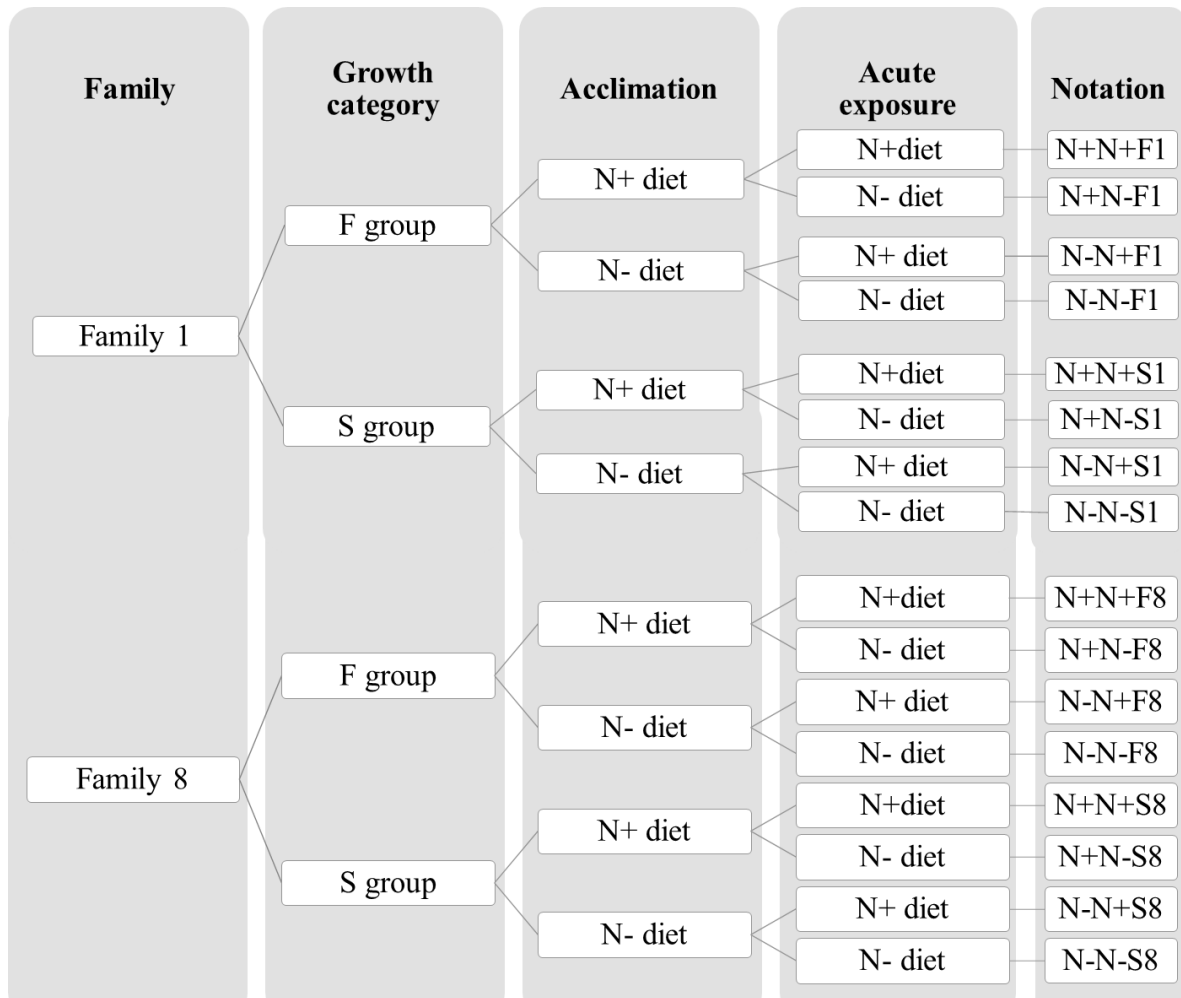 Family
Growth
category
Acclimation
Acute
exposure
Notation
Family 1
F group
N+ diet
N+diet
N+N+F1
N- diet
N+N-F1
N- diet
N+ diet
N-N+F1
N- diet
N-N-F1
S group
N+ diet
N+diet
N+N+S1
N- diet
N+N-S1
N- diet
N+ diet
N-N+S1
N- diet
N-N-S1
Family 8
F group
N+ diet
N+diet
N+N+F8
N- diet
N+N-F8
N- diet
N+ diet
N-N+F8
N- diet
N-N-F8
S group
N+ diet
N+diet
N+N+S8
N- diet
N+N-S8
N- diet
N+ diet
N-N+S8
N- diet
N-N-S8